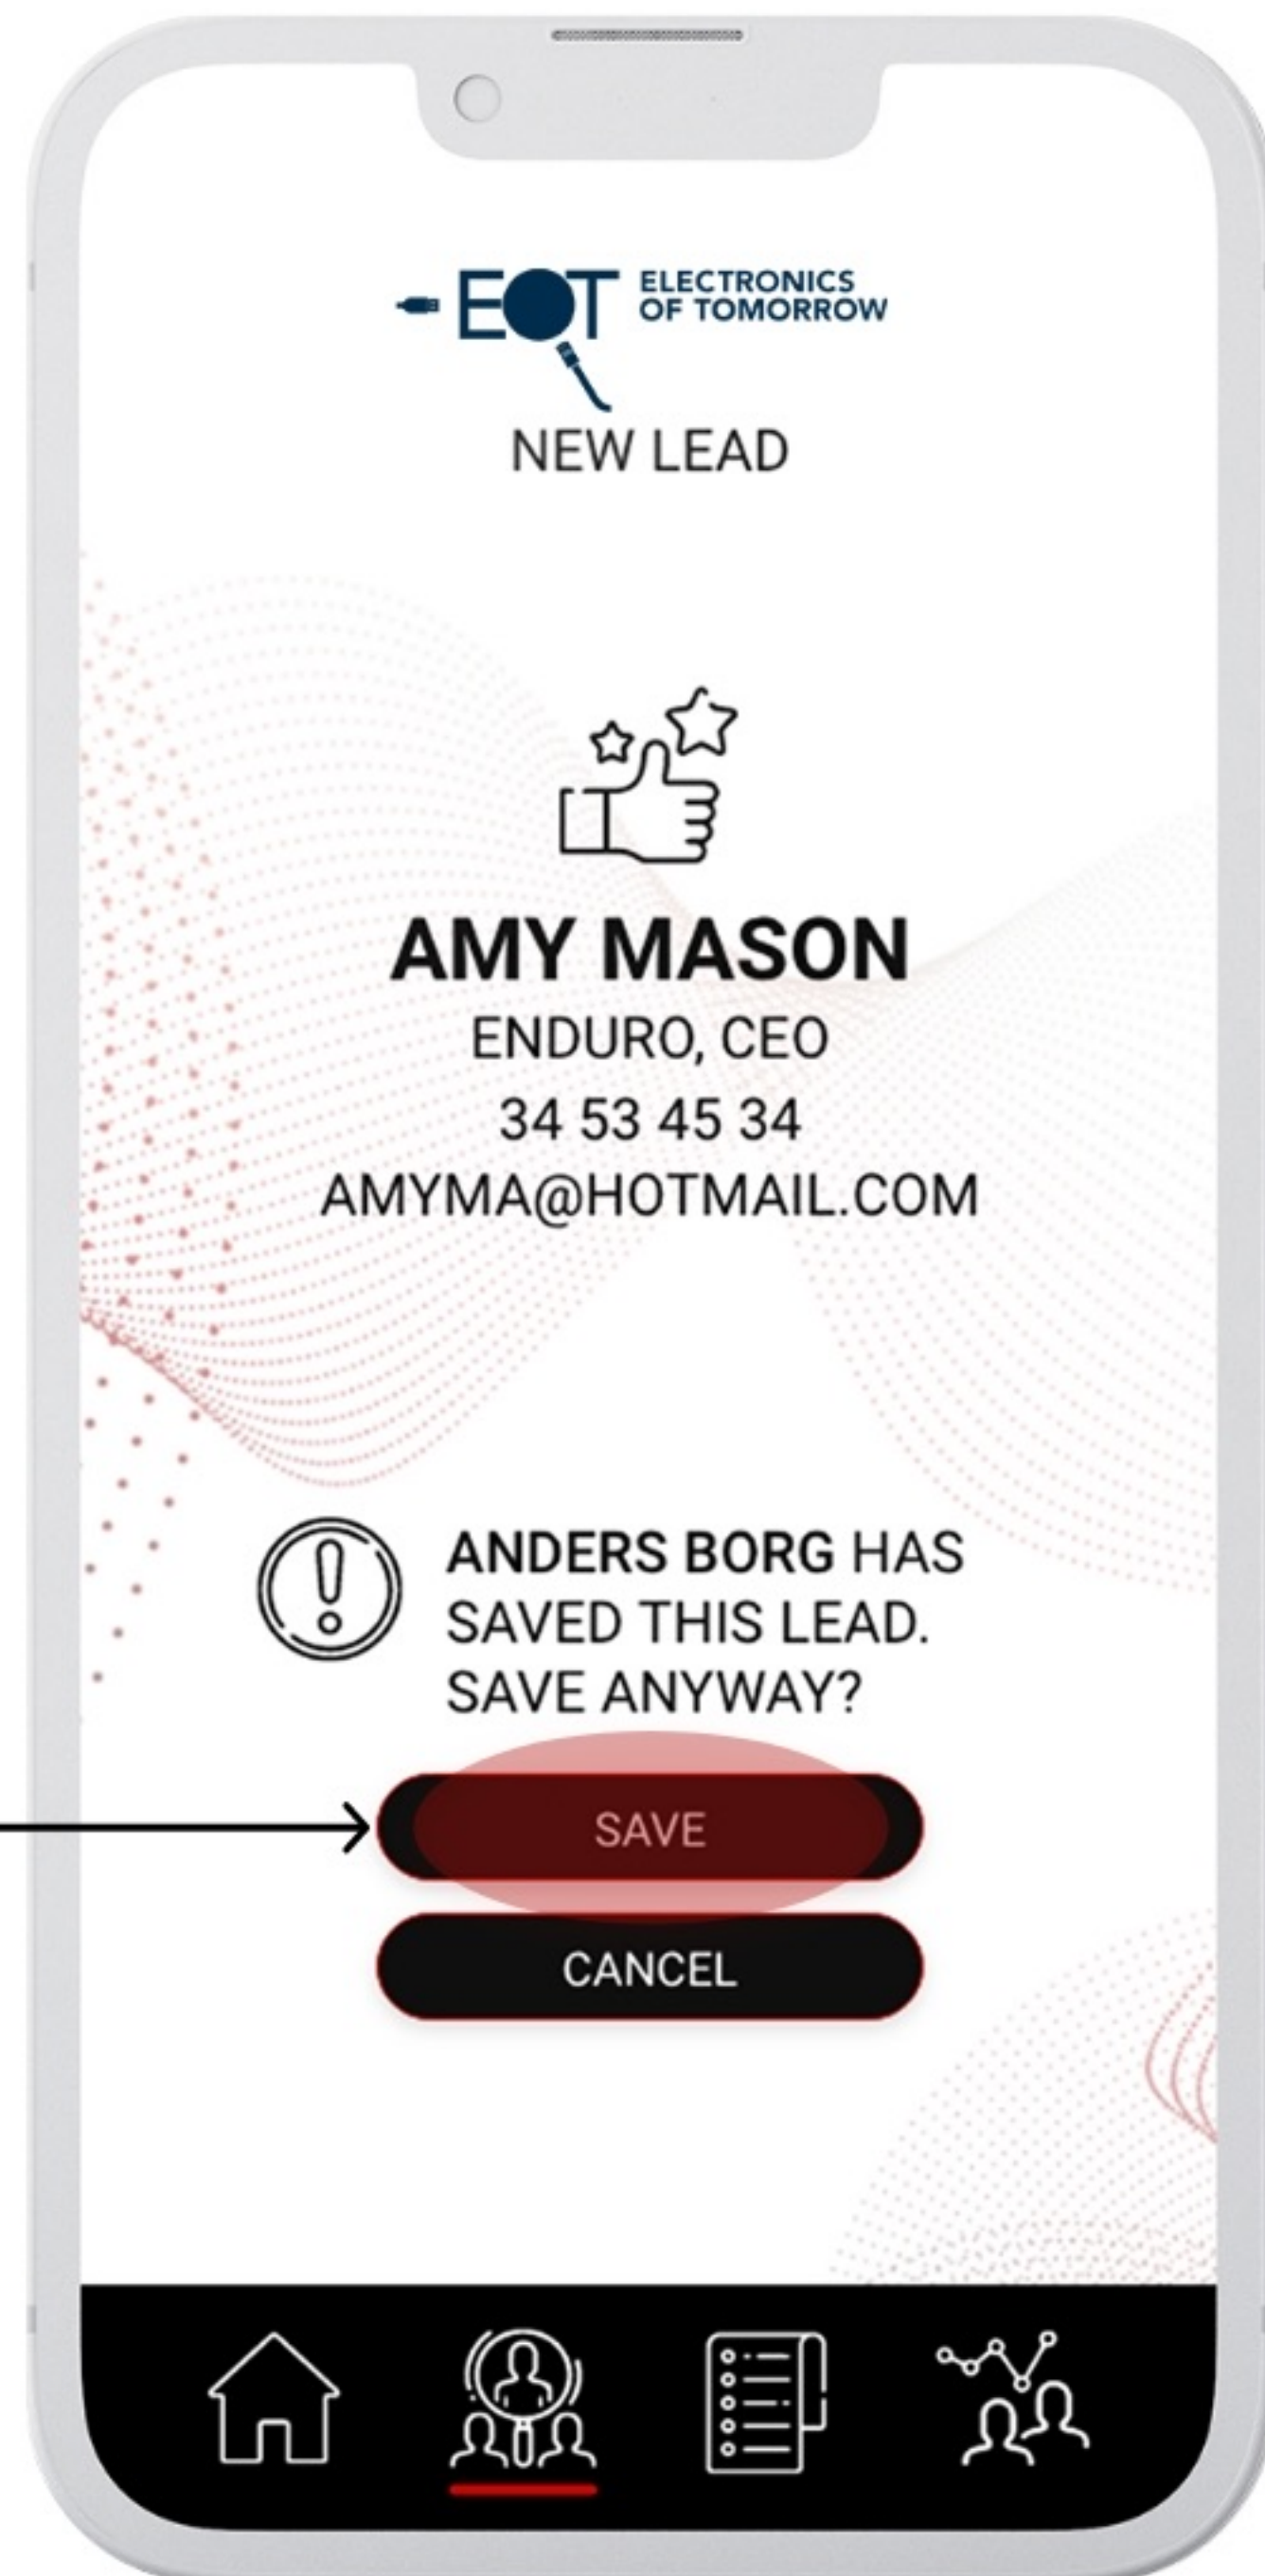 EOT ELECTRONICS
OF TOMORROW
NEW LEAD
AMY MASON
ENDURO, CEO
34 53 45 34
AMYMA@HOTMAIL.COM
ANDERS BORG HAS
SAVED THIS LEAD.
SAVE ANYWAY?
SAVE
CANCEL